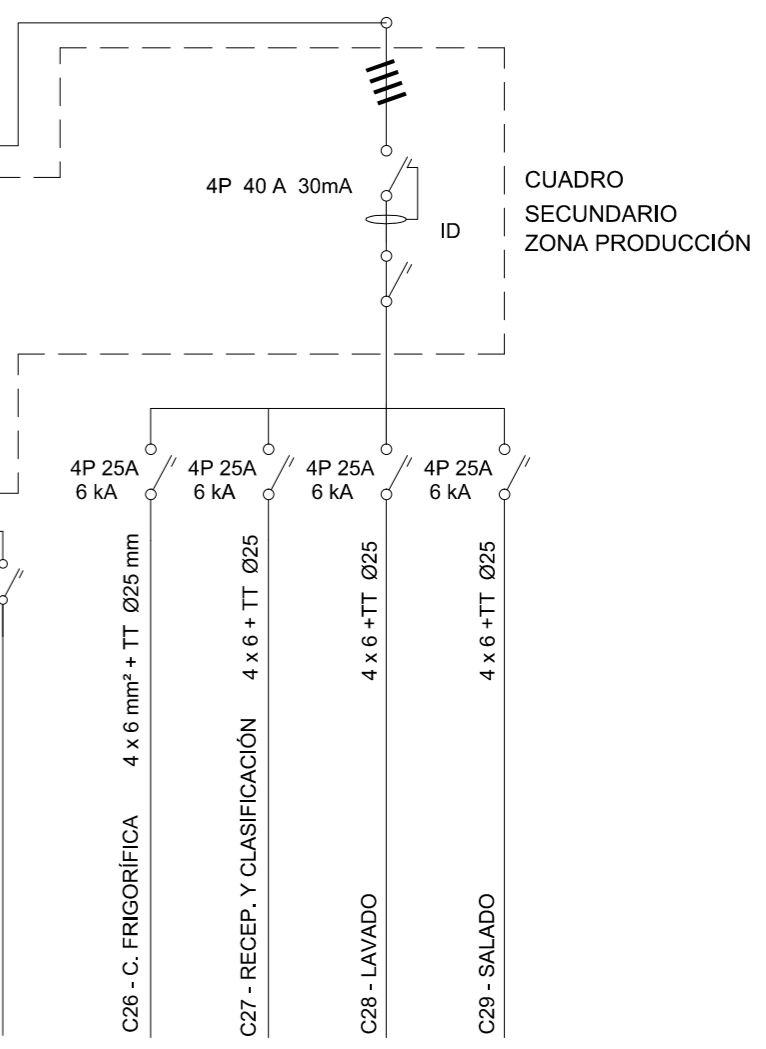 4P 40 A 30mA
ID
CUADRO
SECUNDARIO
ZONA PRODUCCIÓN
4P 25A
6 kA
4P 25A
6 kA
4P 25A
6 kA
4P 25A
6 kA
C26 - C. FRIGORÍFICA 4 x 6 mm² + TT Ø25 mm
C27 - RECEP. Y CLASIFICACIÓN 4 x 6 + TT Ø25
C28 - LAVADO 4 x 6 +TT Ø25
C29 - SALADO 4 x 6 +TT Ø25